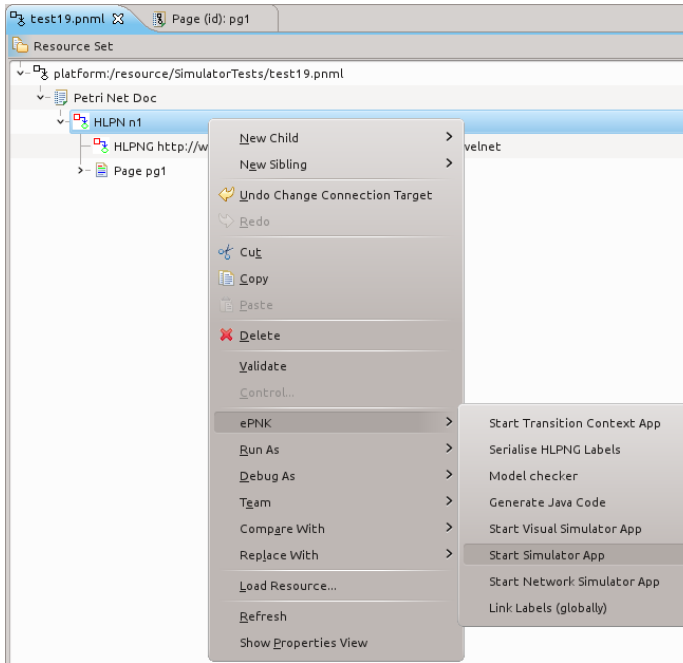 test19.pnml
Page (id): pg1
Resource Set
platform:/resource/SimulatorTests/test19.pnml
Petri Net Doc
HLPN n1
HLPNG http://w
velnet
Page pg1
New Child
New Sibling
Undo Change Connection Target
Redo
Cut
Copy
Paste
Delete
Validate
Control...
ePNK
Run As
Debug As
Team
Compare With
Replace With
Load Resource...
Refresh
Show Properties View
Start Transition Context App
Serialise HLPNG Labels
Model checker
Generate Java Code
Start Visual Simulator App
Start Simulator App
Start Network Simulator App
Link Labels (globally)